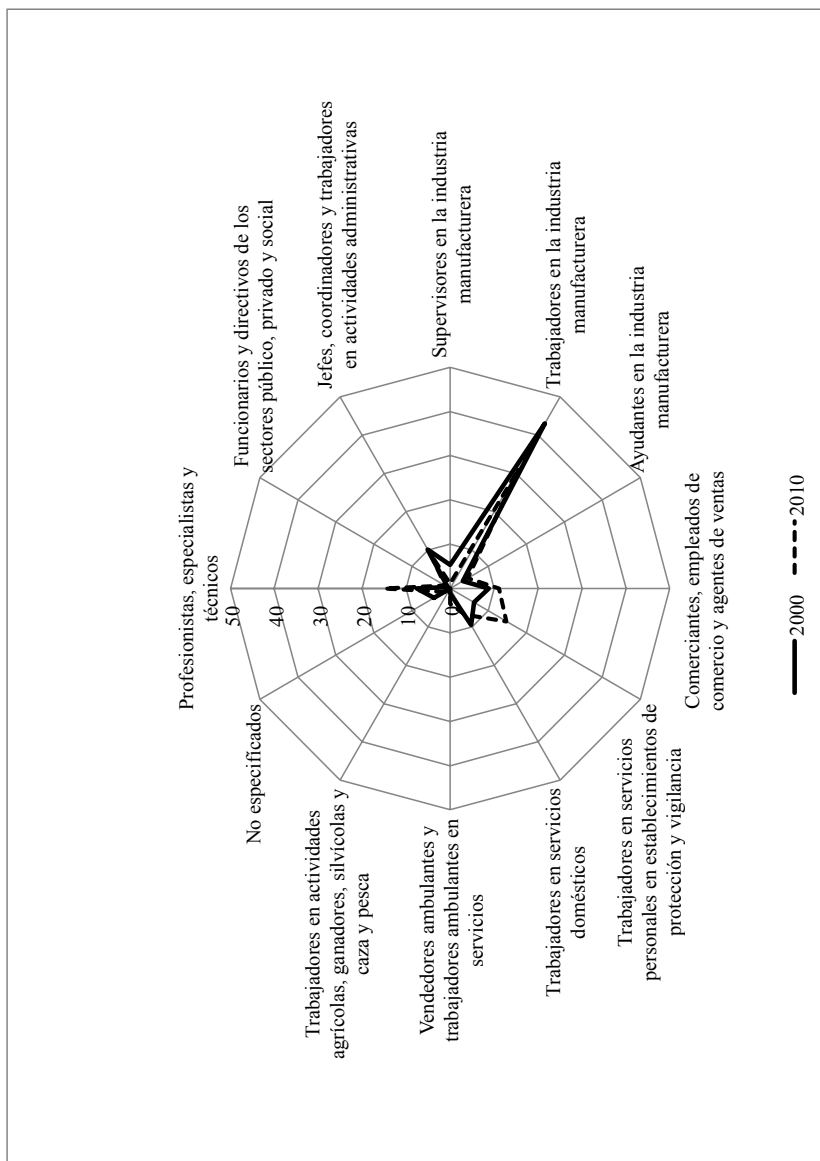 Profesionistas, especialistas y
técnicos
Funcionarios y directivos de los
sectores público, privado y social
Jefes, coordinadores y trabajadores
en actividades administrativas
Supervisores en la industria
manufacturera
Trabajadores en la industria
manufacturera
Ayudantes en la industria
manufacturera
Comerciantes, empleados de
comercio y agentes de ventas
Trabajadores en servicios
personales en establecimientos de
protección y vigilancia
Trabajadores en servicios
domésticos
Vendedores ambulantes y
trabajadores ambulantes en
servicios
Trabajadores en actividades
agrícolas, ganadores, silvícolas y
caza y pesca
No especificados
50
40
30
20
10
0
2000
2010